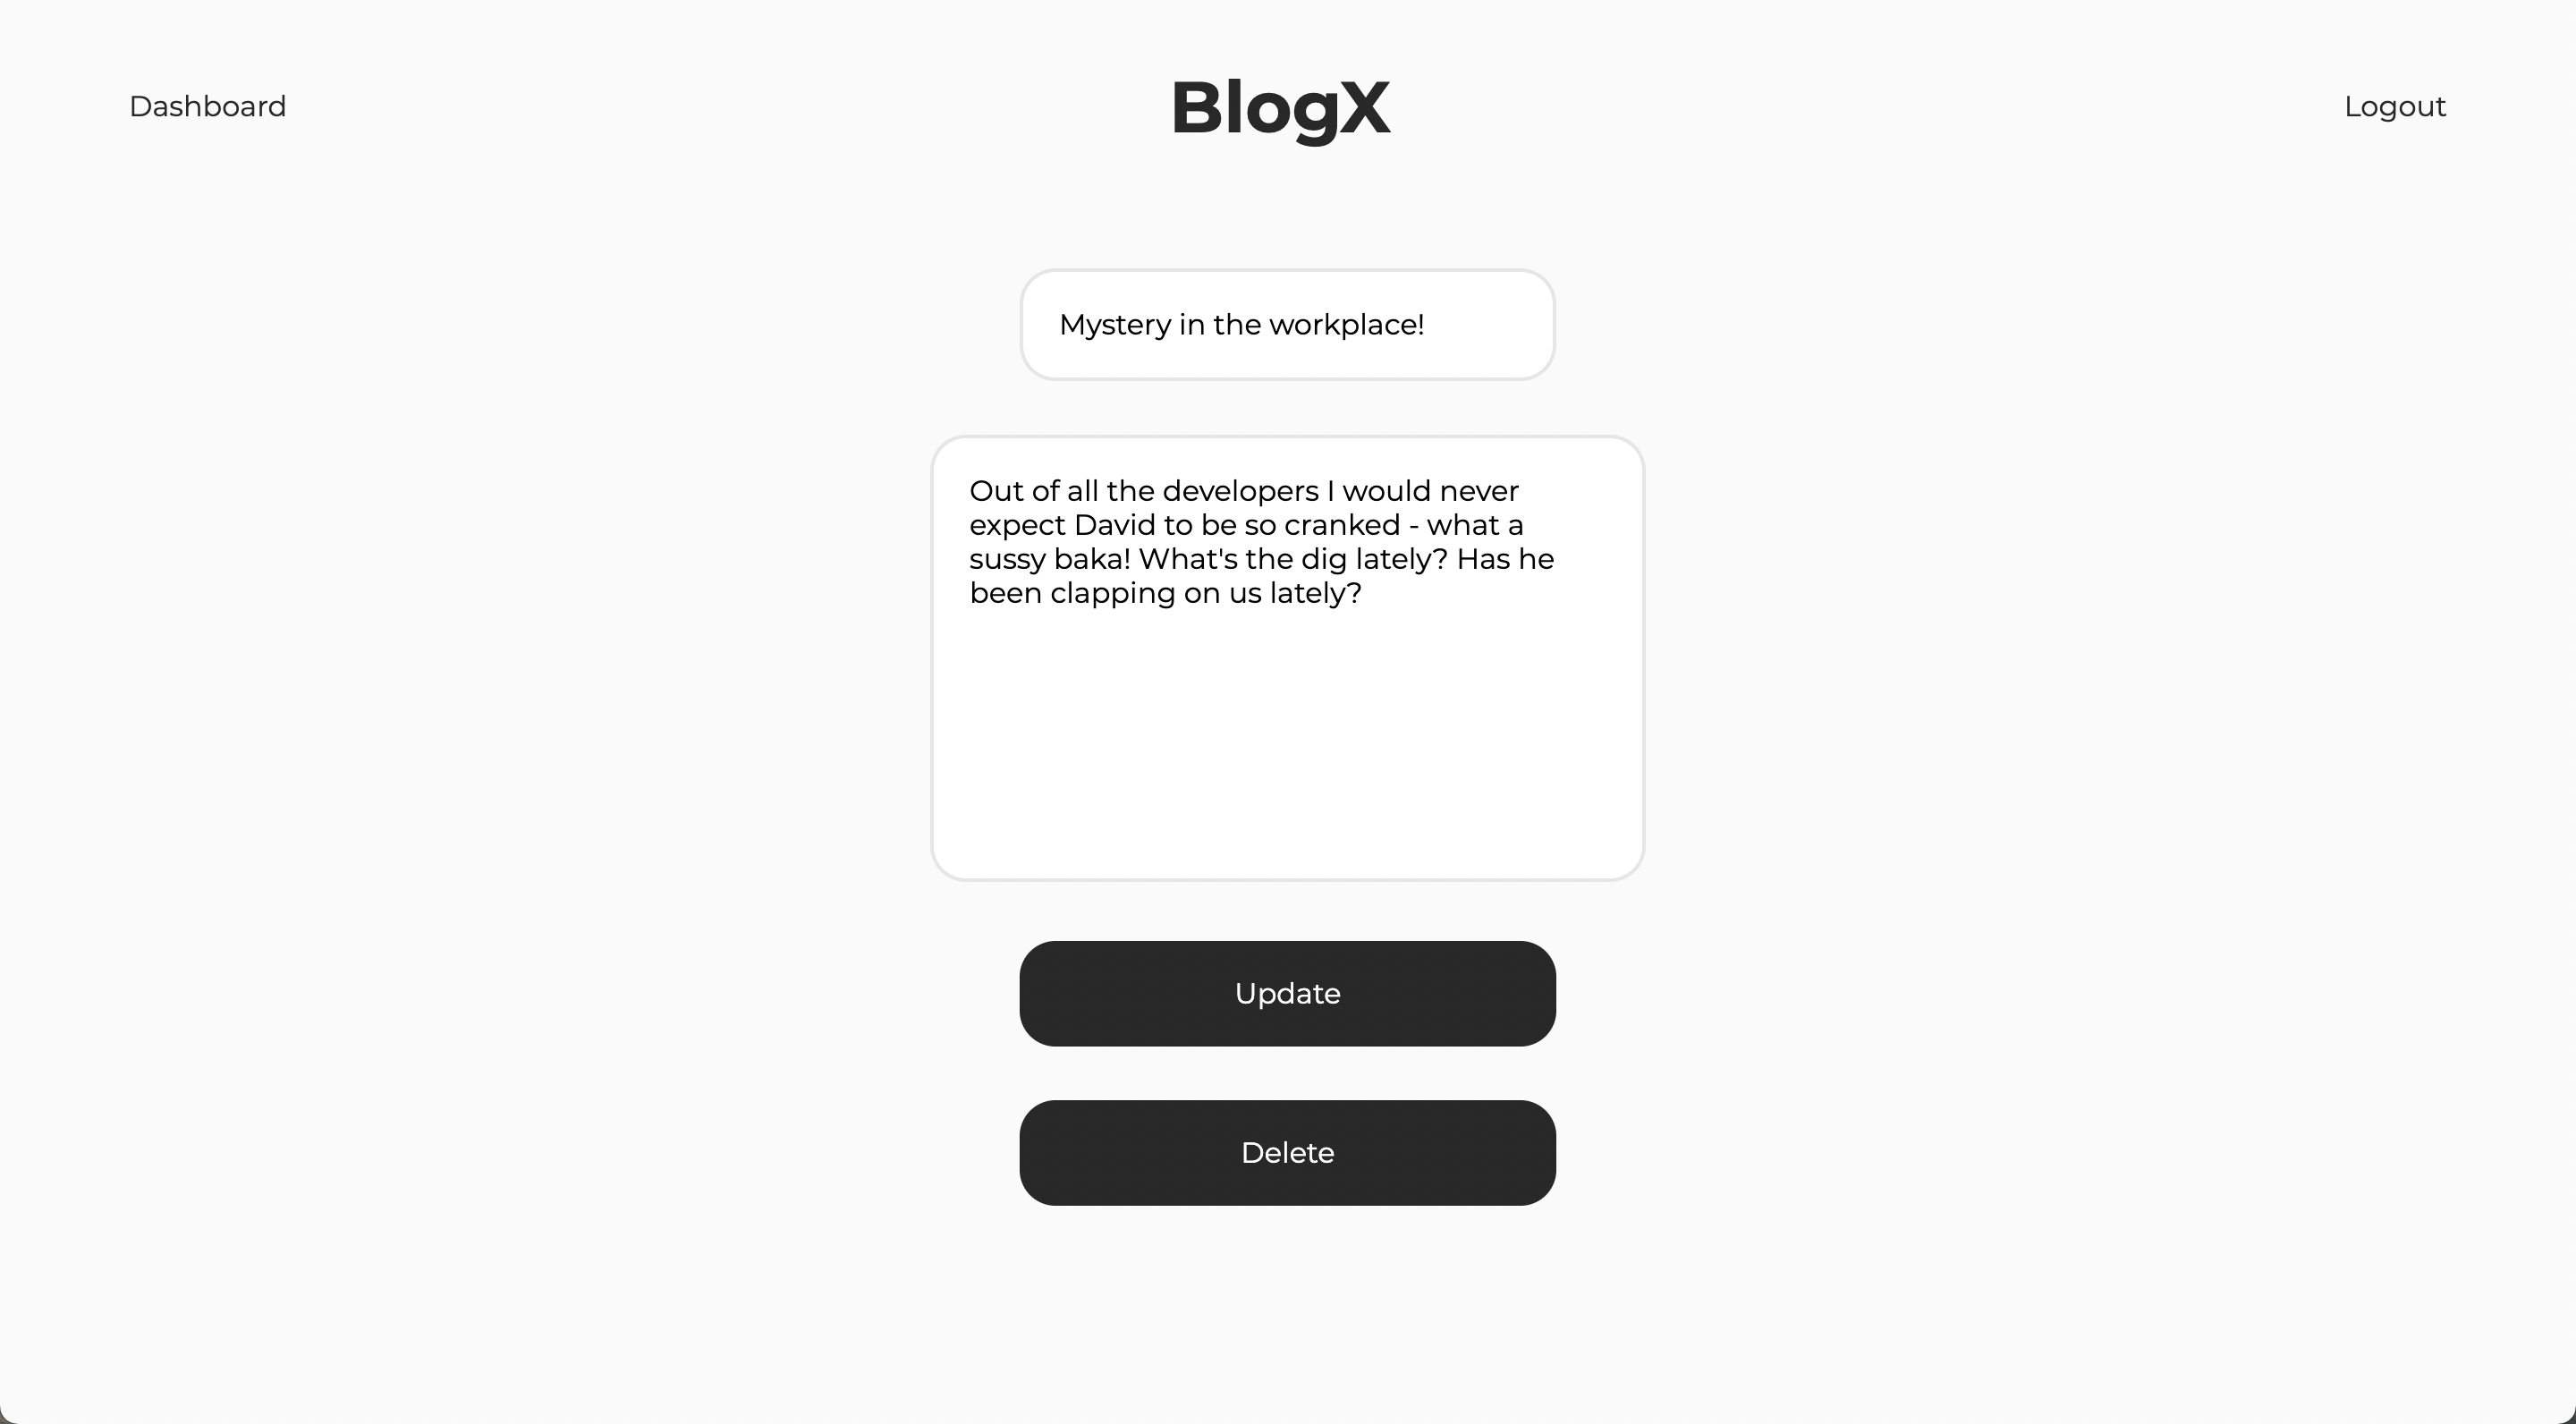 Dashboard
BlogX
Logout
Mystery in the workplace!
Out of all the developers I would never
expect David to be so cranked - what a
sussy baka! What's the dig lately? Has he
been clapping on us lately?
Update
Delete